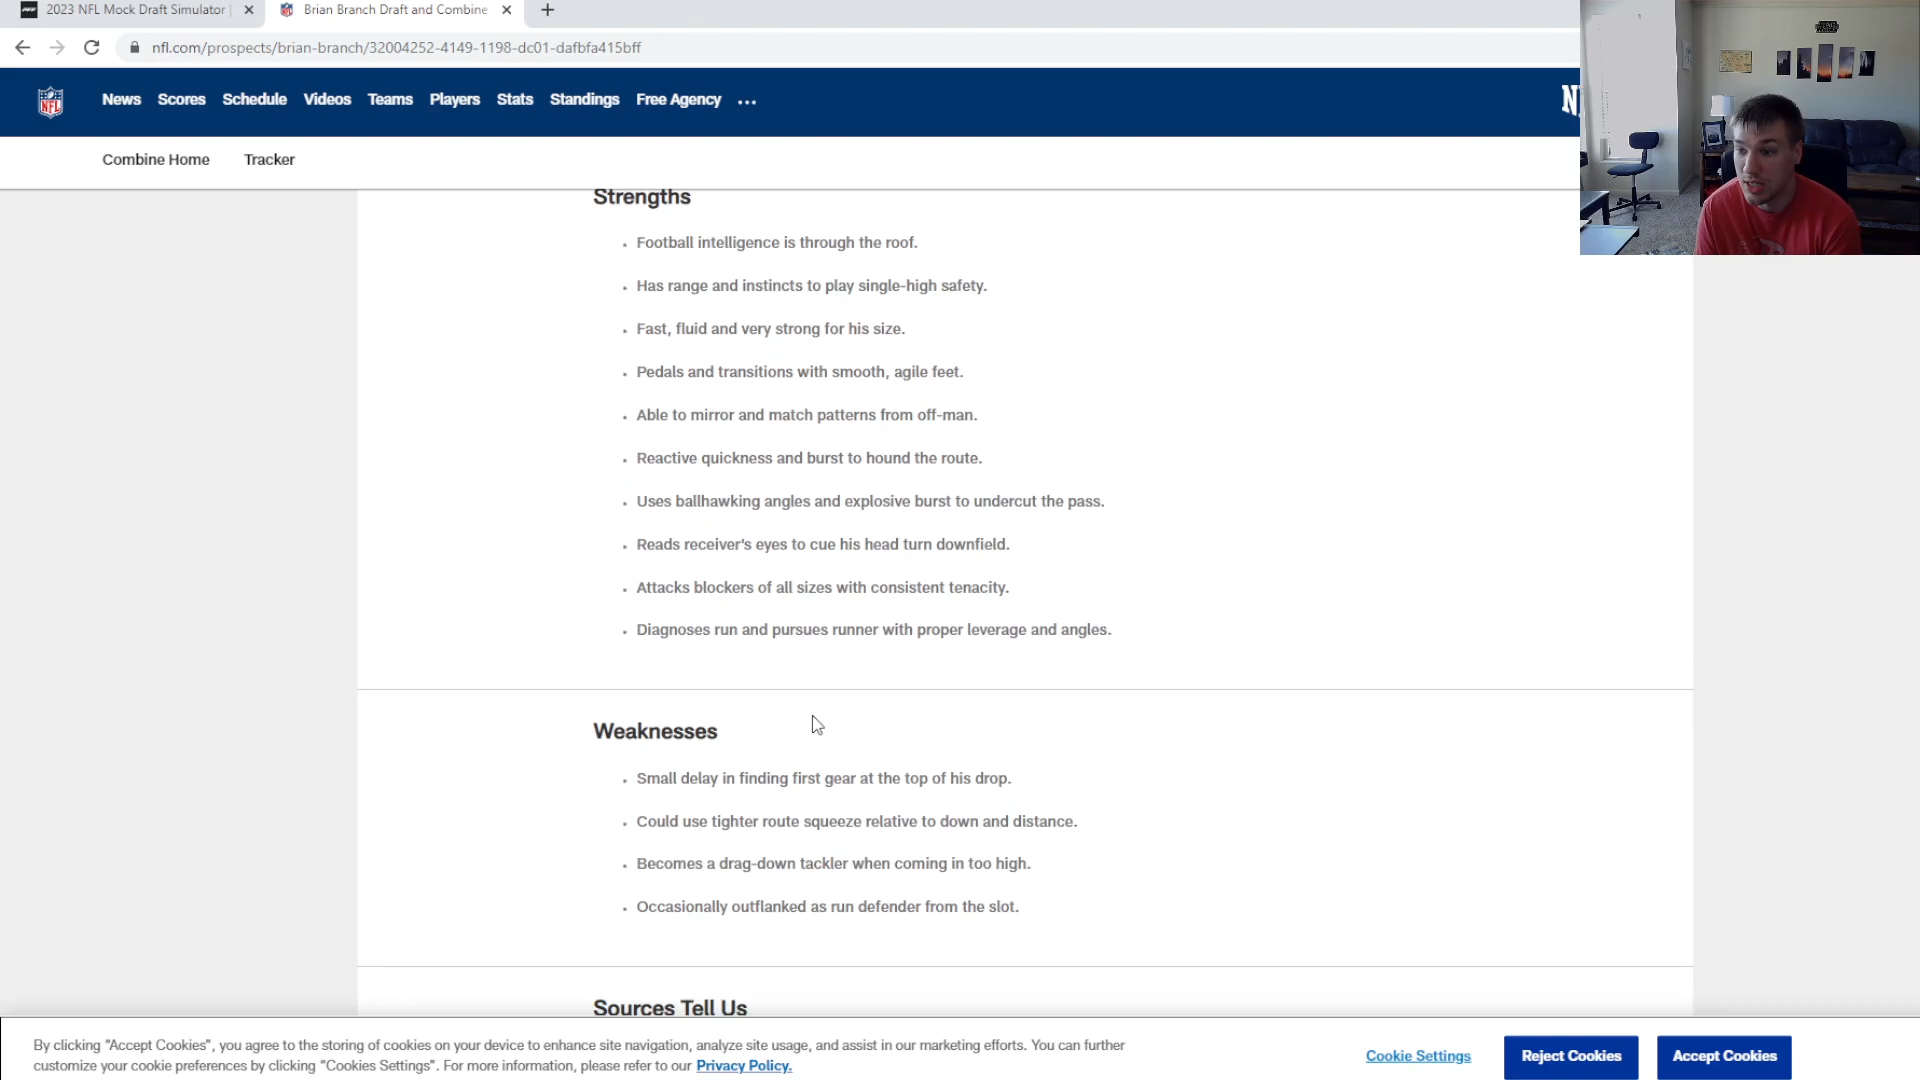 2023 NFL Mock Draft Simulator |
Brian Branch Draft and Combine
nfl.com/prospects/brian-branch/32004252-4149-1198-dc01-dafbfa415bff
NFL
News Scores Schedule Videos Teams Players Stats Standings Free Agency ...
Combine Home Tracker
Strengths
• Football intelligence is through the roof.
• Has range and instincts to play single-high safety.
• Fast, fluid and very strong for his size.
• Pedals and transitions with smooth, agile feet.
• Able to mirror and match patterns from off-man.
• Reactive quickness and burst to hound the route.
• Uses ballhawking angles and explosive burst to undercut the pass.
• Reads receiver's eyes to cue his head turn downfield.
• Attacks blockers of all sizes with consistent tenacity.
• Diagnoses run and pursues runner with proper leverage and angles.
Weaknesses
• Small delay in finding first gear at the top of his drop.
• Could use tighter route squeeze relative to down and distance.
• Becomes a drag-down tackler when coming in too high.
• Occasionally outflanked as run defender from the slot.
Sources Tell Us
By clicking "Accept Cookies", you agree to the storing of cookies on your device to enhance site navigation, analyze site usage, and assist in our marketing efforts. You can further
customize your cookie preferences by clicking "Cookies Settings". For more information, please refer to our Privacy Policy.
Cookie Settings
Reject Cookies
Accept Cookies